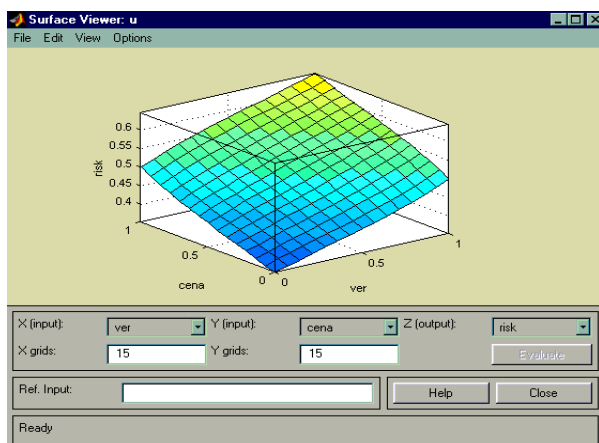 Surface Viewer: u
File Edit View Options
0.6
0.55
0.5
0.45
0.4
risk
1
0.5
0
cena
0
0.5
1
ver
X (input): ver Y (input): cena Z (output): risk
X grids: 15 Y grids: 15 Evaluate
Ref. Input: Help Close
Ready